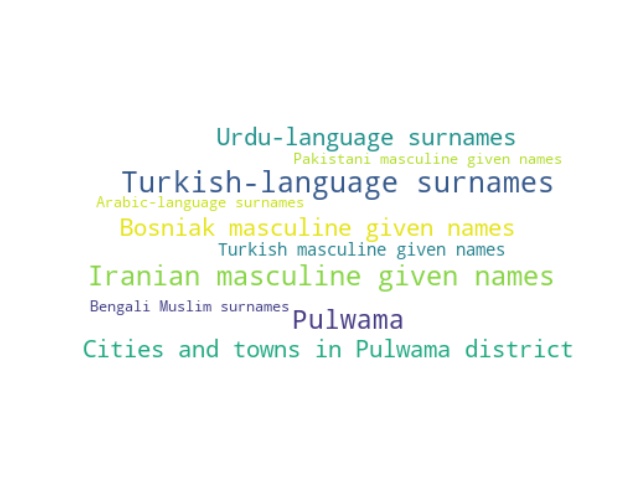 Urdu-language surnames
Pakistani masculine given names
Turkish-language surnames
Arabic-language surnames
Bosniak masculine given names
Turkish masculine given names
Iranian masculine given names
Bengali Muslim surnames
Pulwama
Cities and towns in Pulwama district